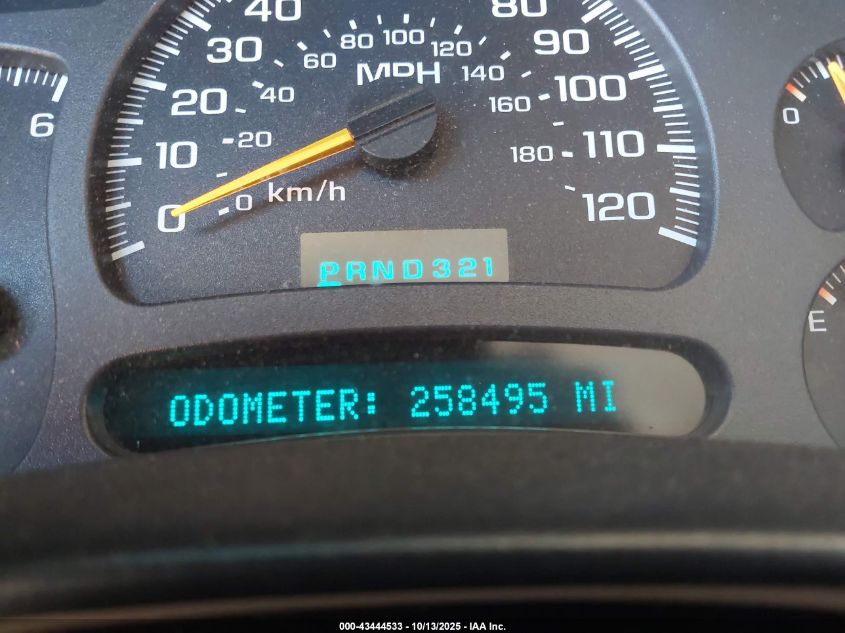 40 80
30 60 80 100 120 90
MPH 140
20 40 160 100
6 10 20 180 110 0
0 0 km/h 120
PRND321
E
ODOMETER: 258495 MI
000-43444533 - 10/13/2025 - IAA Inc.